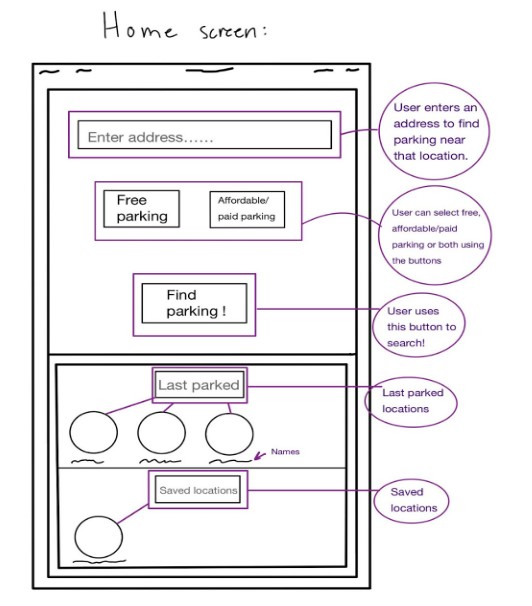 Home screen:
Enter address......
User enters an
address to find
parking near
that location.
Free
parking
Affordable/
paid parking
User can select free,
affordable/paid
parking or both using
the buttons
Find
parking !
User uses
this button to
search!
Last parked
Last parked
locations
Names
Saved locations
Saved
locations